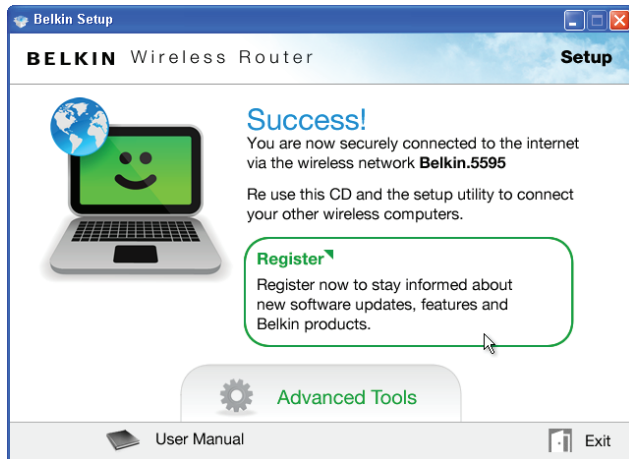 Belkin Setup
BELKIN Wireless Router
Setup
Success!
You are now securely connected to the internet
via the wireless network Belkin.5595
Re use this CD and the setup utility to connect
your other wireless computers.
Register
Register now to stay informed about
new software updates, features and
Belkin products.
Advanced Tools
User Manual
Exit